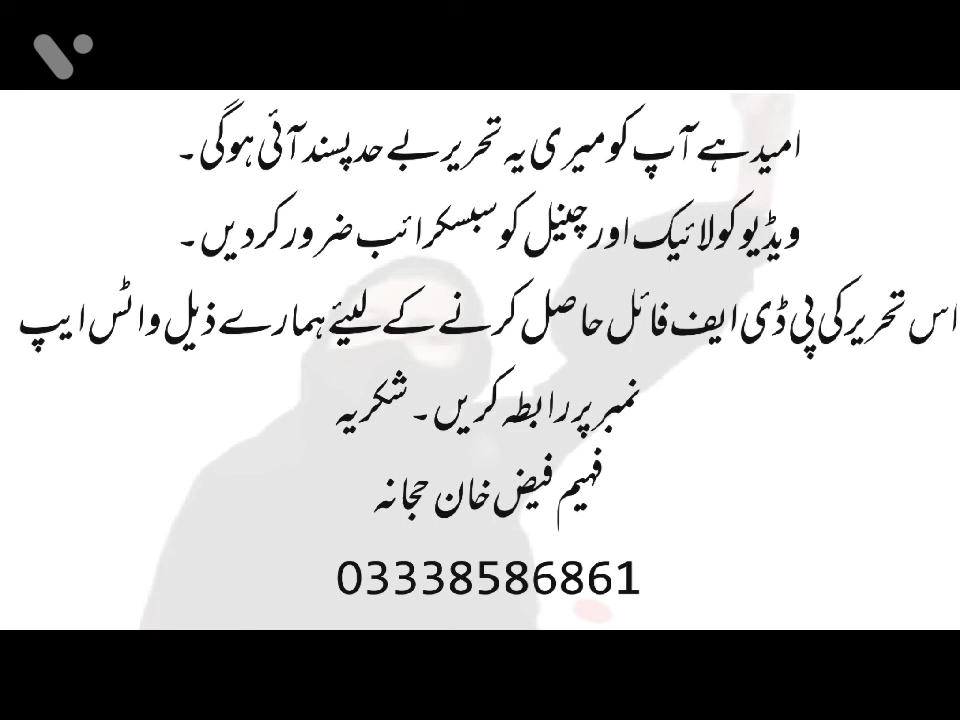 امید ہے آپ کو میری یہ تحریر بے حد پسند آئی ہوگی۔
ویڈیو کو لائیک اور چینل کو سبسکرائب ضرور کردیں۔
اس تحریر کی پی ڈی ایف فائل حاصل کرنے کے لیئے ہمارے ذیل واٹس ایپ
نمبر پر رابطہ کریں۔ شکریہ
فہیم فیض خان حجانہ
03338586861